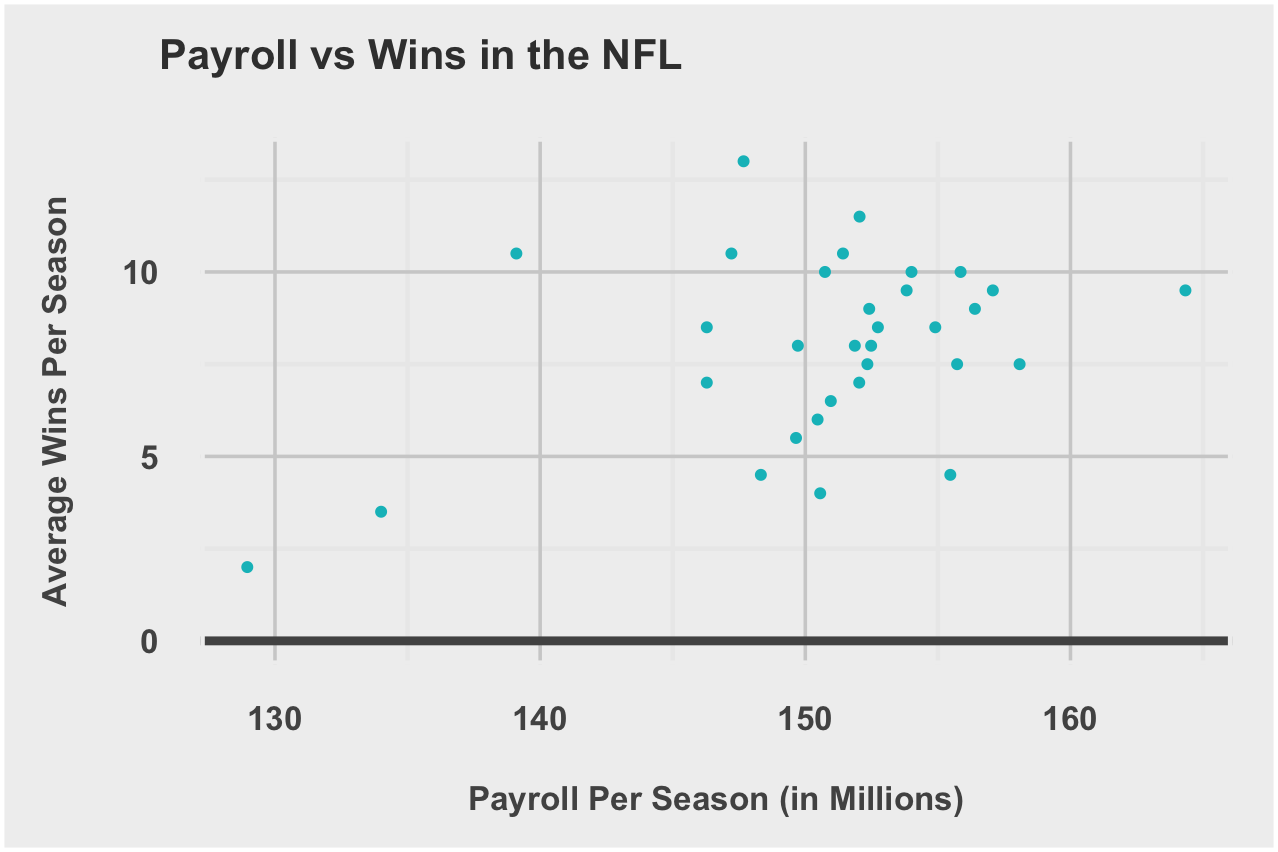 Payroll vs Wins in the NFL
Average Wins Per Season
10
5
0
130 140 150 160
Payroll Per Season (in Millions)